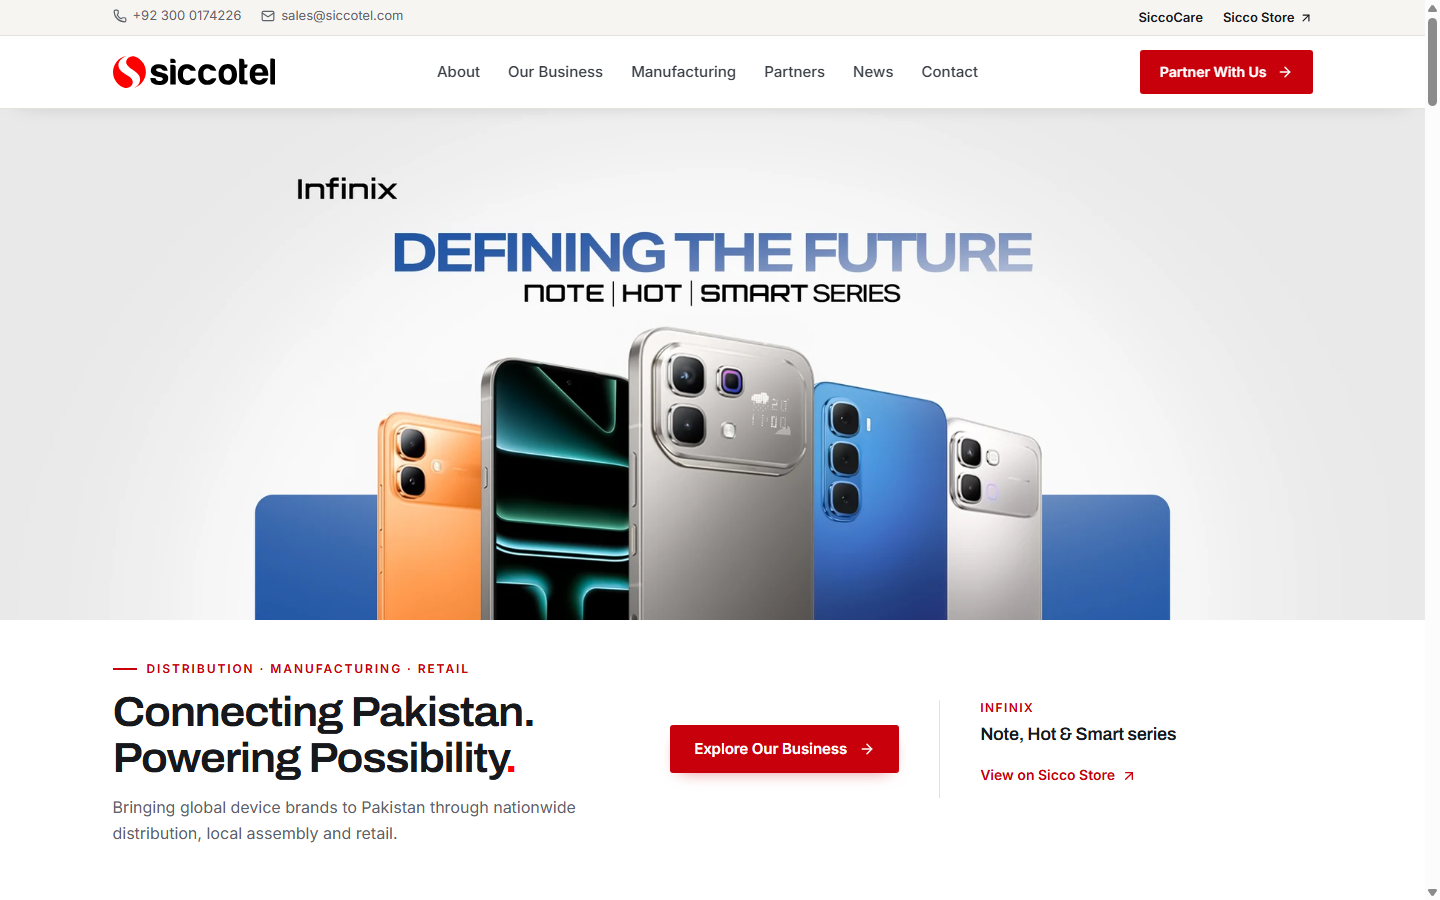 +92 300 0174226 sales@siccotel.com SiccoCare Sicco Store
siccotel About Our Business Manufacturing Partners News Contact Partner With Us
Infinix
DEFINING THE FUTURE
NOTE | HOT | SMART SERIES
DISTRIBUTION · MANUFACTURING · RETAIL
Connecting Pakistan.
Powering Possibility.
Bringing global device brands to Pakistan through nationwide
distribution, local assembly and retail.
Explore Our Business
INFINIX
Note, Hot & Smart series
View on Sicco Store